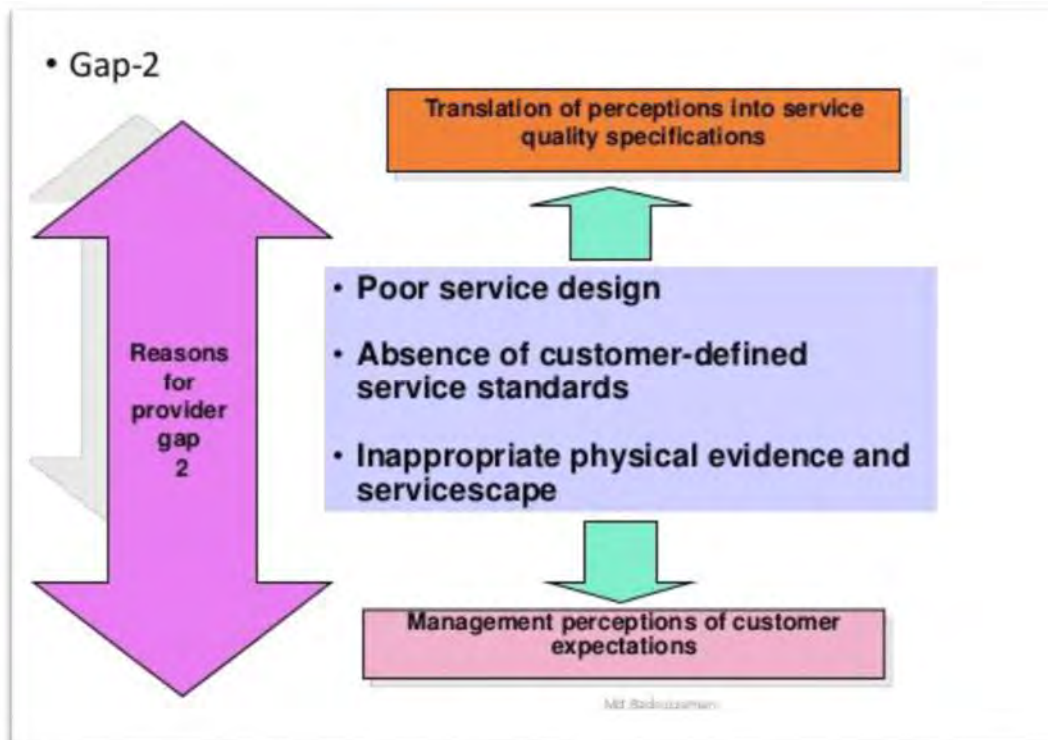 • Gap-2
Translation of perceptions into service
quality specifications
Reasons
for
provider
gap
2
• Poor service design
• Absence of customer-defined
service standards
• Inappropriate physical evidence and
servicescape
Management perceptions of customer
expectations